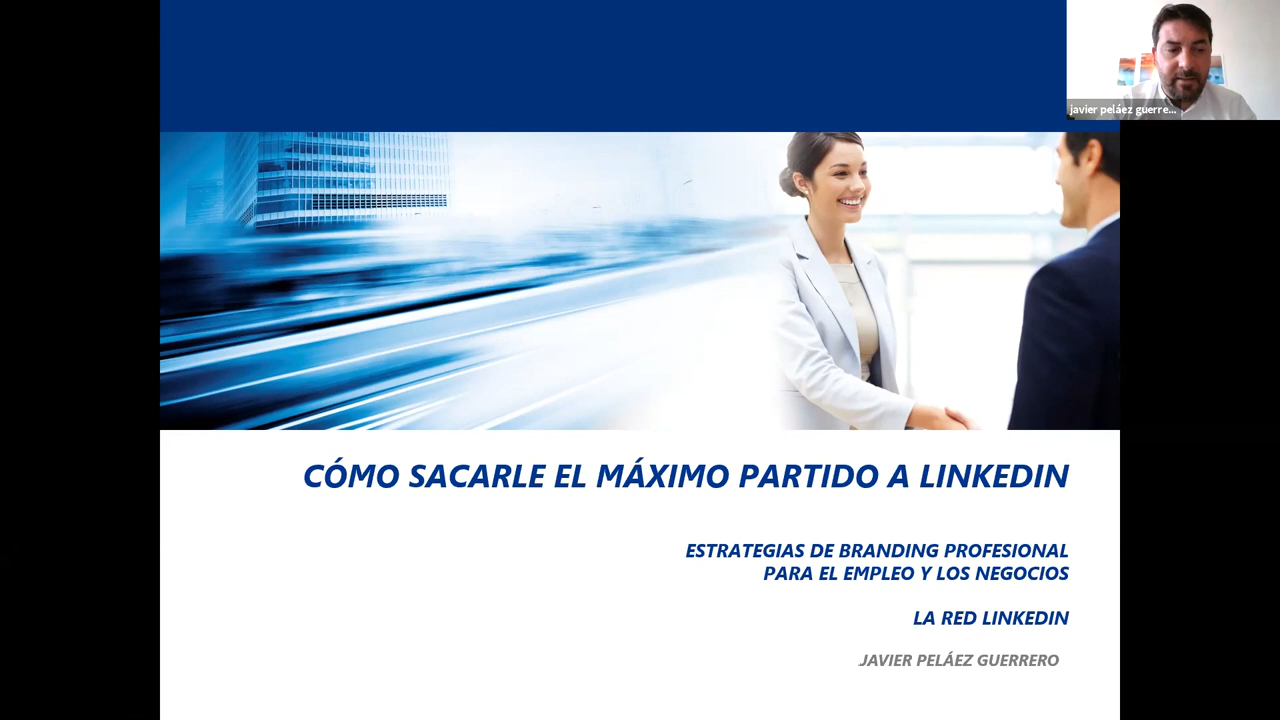 javier peláez guerre...
CÓMO SACARLE EL MÁXIMO PARTIDO A LINKEDIN
ESTRATEGIAS DE BRANDING PROFESIONAL
PARA EL EMPLEO Y LOS NEGOCIOS
LA RED LINKEDIN
JAVIER PELÁEZ GUERRERO